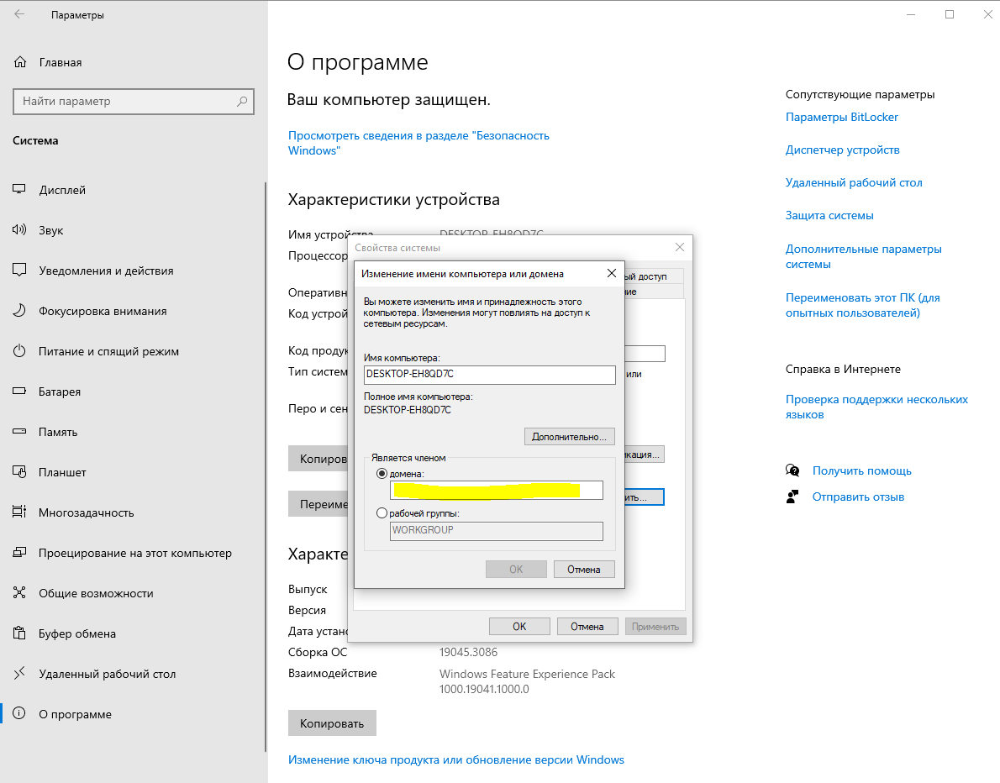 Параметры
Главная
Найти параметр
Система
Дисплей
Звук
Уведомления и действия
Фокусировка внимания
Питание и спящий режим
Батарея
Память
Планшет
Многозадачность
Проецирование на этот компьютер
Общие возможности
Буфер обмена
Удаленный рабочий стол
О программе
О программе
Ваш компьютер защищен.
Просмотреть сведения в разделе "Безопасность
Windows"
Характеристики устройства
Имя устройства DESKTOP-EH8QD7C
Процессор
Оперативн
Код устрой
Код продук
Тип систем
Перо и сен
Копиров
Переиме
Характе
Выпуск
Версия
Дата устано
Сборка ОС 19045.3086
Взаимодействие Windows Feature Experience Pack
1000.19041.1000.0
Копировать
Изменение ключа продукта или обновление версии Windows
Свойства системы
ый доступ
ние
или
икация...
ить...
OK Отмена Применить
Изменение имени компьютера или домена
Вы можете изменить имя и принадлежность этого
компьютера. Изменения могут повлиять на доступ к
сетевым ресурсам.
Имя компьютера:
DESKTOP-EH8QD7C
Полное имя компьютера:
DESKTOP-EH8QD7C
Дополнительно...
Является членом
домена:
рабочей группы:
WORKGROUP
OK Отмена
Сопутствующие параметры
Параметры BitLocker
Диспетчер устройств
Удаленный рабочий стол
Защита системы
Дополнительные параметры
системы
Переименовать этот ПК (для
опытных пользователей)
Справка в Интернете
Проверка поддержки нескольких
языков
Получить помощь
Отправить отзыв